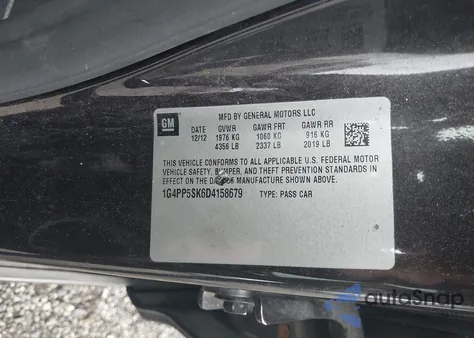 GM
MFD BY GENERAL MOTORS LLC
DATE GVWR GAWR FRT GAWR RR
12/12 1976 KG 1060 KG 916 KG
4356 LB 2337 LB 2019 LB
THIS VEHICLE CONFORMS TO ALL APPLICABLE U.S. FEDERAL MOTOR
VEHICLE SAFETY, BUMPER, AND THEFT PREVENTION STANDARDS IN
EFFECT ON THE DATE OF MANUFACTURE SHOWN ABOVE.
1G4PP5SK6D4158679 TYPE: PASS CAR
autoSnap